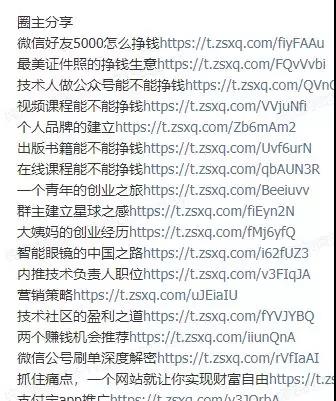 圈主分享
微信好友5000怎么挣钱https://t.zsxq.com/fiyFAAu
最美证件照的挣钱生意https://t.zsxq.com/FQvVvbi
技术人做公众号能不能挣钱https://t.zsxq.com/QVn
视频课程能不能挣钱https://t.zsxq.com/VVjuNfi
个人品牌的建立https://t.zsxq.com/Zb6mAm2
出版书籍能不能挣钱https://t.zsxq.com/Uvf6urN
在线课程能不能挣钱https://t.zsxq.com/qbAUN3R
一个青年的创业之旅https://t.zsxq.com/Beeiuvv
群主建立星球之感https://t.zsxq.com/fiEyn2N
大姨妈的创业经历https://t.zsxq.com/fMj6yfQ
智能眼镜的中国之路https://t.zsxq.com/i62fUZ3
内推技术负责人职位https://t.zsxq.com/v3FIqJA
营销策略https://t.zsxq.com/uJEiaIU
技术社区的盈利之道https://t.zsxq.com/fYVJYBQ
两个赚钱机会推荐https://t.zsxq.com/iiunQnA
微信公号刷单深度解密https://t.zsxq.com/rVfIaAI
抓住痛点，一个网站就让你实现财富自由https://t.zsxq
支付宝app推广https://t.zsxq.com/y3JQrbA